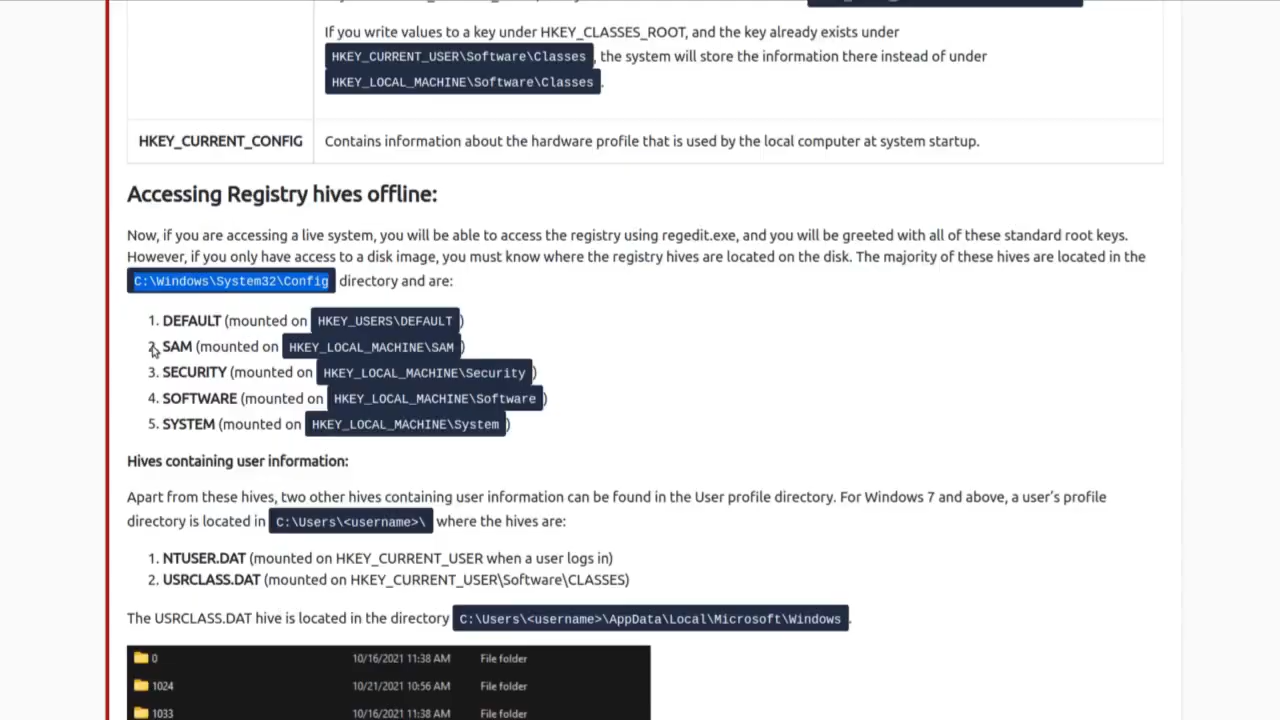 If you write values to a key under HKEY_CLASSES_ROOT, and the key already exists under
HKEY_CURRENT_USER\Software\Classes, the system will store the information there instead of under
HKEY_LOCAL_MACHINE\Software\Classes.
HKEY_CURRENT_CONFIG Contains information about the hardware profile that is used by the local computer at system startup.
Accessing Registry hives offline:
Now, if you are accessing a live system, you will be able to access the registry using regedit.exe, and you will be greeted with all of these standard root keys.
However, if you only have access to a disk image, you must know where the registry hives are located on the disk. The majority of these hives are located in the
C:\Windows\System32\Config directory and are:
1. DEFAULT (mounted on HKEY_USERS\DEFAULT)
2. SAM (mounted on HKEY_LOCAL_MACHINE\SAM)
3. SECURITY (mounted on HKEY_LOCAL_MACHINE\Security)
4. SOFTWARE (mounted on HKEY_LOCAL_MACHINE\Software)
5. SYSTEM (mounted on HKEY_LOCAL_MACHINE\System)
Hives containing user information:
Apart from these hives, two other hives containing user information can be found in the User profile directory. For Windows 7 and above, a user's profile
directory is located in C:\Users\<username>\ where the hives are:
1. NTUSER.DAT (mounted on HKEY_CURRENT_USER when a user logs in)
2. USRCLASS.DAT (mounted on HKEY_CURRENT_USER\Software\CLASSES)
The USRCLASS.DAT hive is located in the directory C:\Users\<username>\AppData\Local\Microsoft\Windows.
0 10/16/2021 11:38 AM File folder
1024 10/21/2021 10:56 AM File folder
1033 10/16/2021 11:38 AM File folder